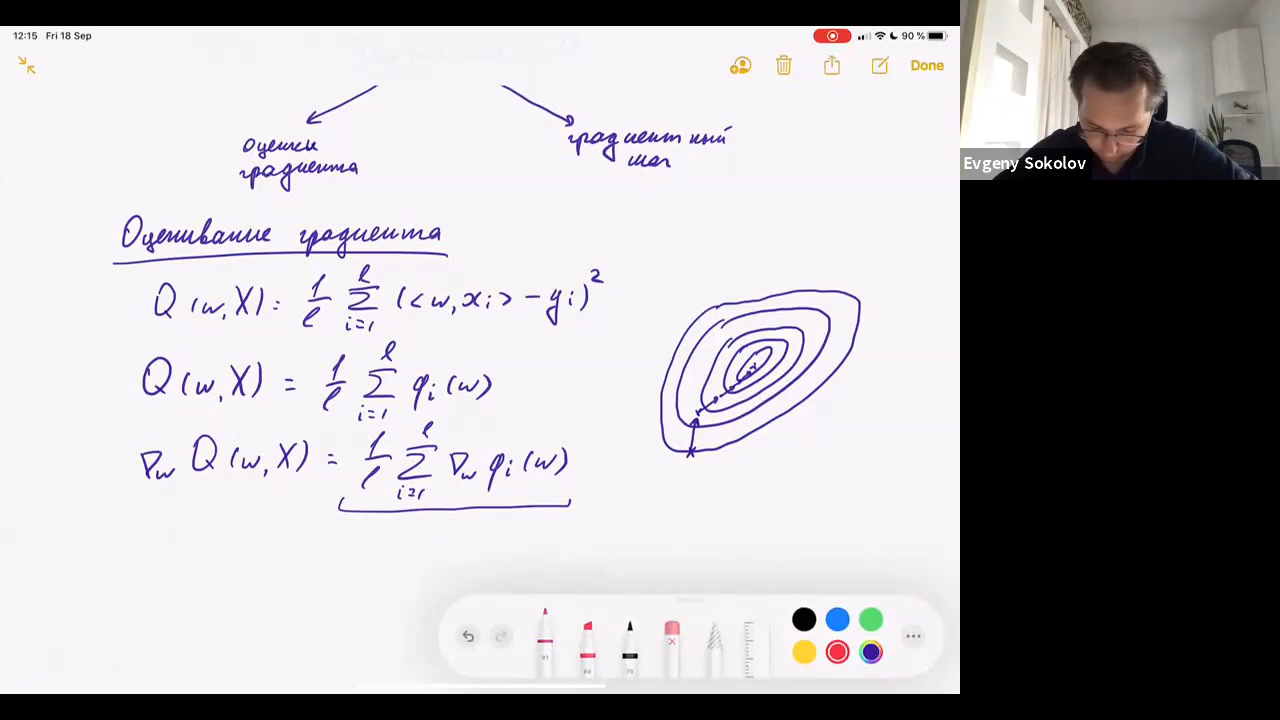 12:15 Fri 18 Sep
90 %
Done
оценки
градиента
градиентный
шаг
Оценивание градиента
Q(w, X) = 1/ℓ ∑_{i=1}^{ℓ} (<w, x_i> - y_i)^2
Q(w, X) = 1/ℓ ∑_{i=1}^{ℓ} q_i(w)
∇_w Q(w, X) = 1/ℓ ∑_{i=1}^{ℓ} ∇_w q_i(w)
Evgeny Sokolov